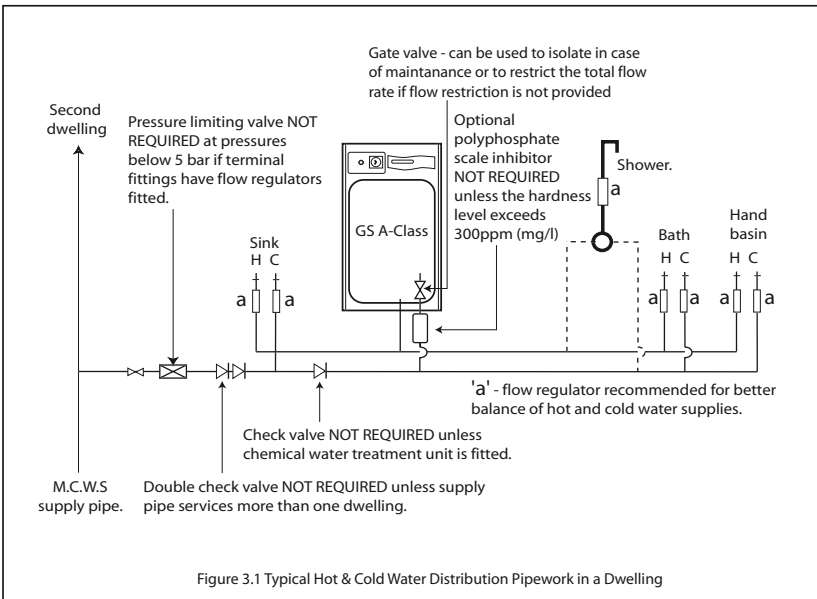 Gate valve - can be used to isolate in case
of maintanance or to restrict the total flow
rate if flow restriction is not provided
Second
dwelling
Pressure limiting valve NOT
REQUIRED at pressures
below 5 bar if terminal
fittings have flow regulators
fitted.
Optional
polyphosphate
scale inhibitor
NOT REQUIRED
unless the hardness
level exceeds
300ppm (mg/l)
Shower.
a
GS A-Class
Sink
H C
a a
Bath
H C
a a
Hand
basin
H C
a a
'a' - flow regulator recommended for better
balance of hot and cold water supplies.
Check valve NOT REQUIRED unless
chemical water treatment unit is fitted.
M.C.W.S
supply pipe.
Double check valve NOT REQUIRED unless supply
pipe services more than one dwelling.
Figure 3.1 Typical Hot & Cold Water Distribution Pipework in a Dwelling